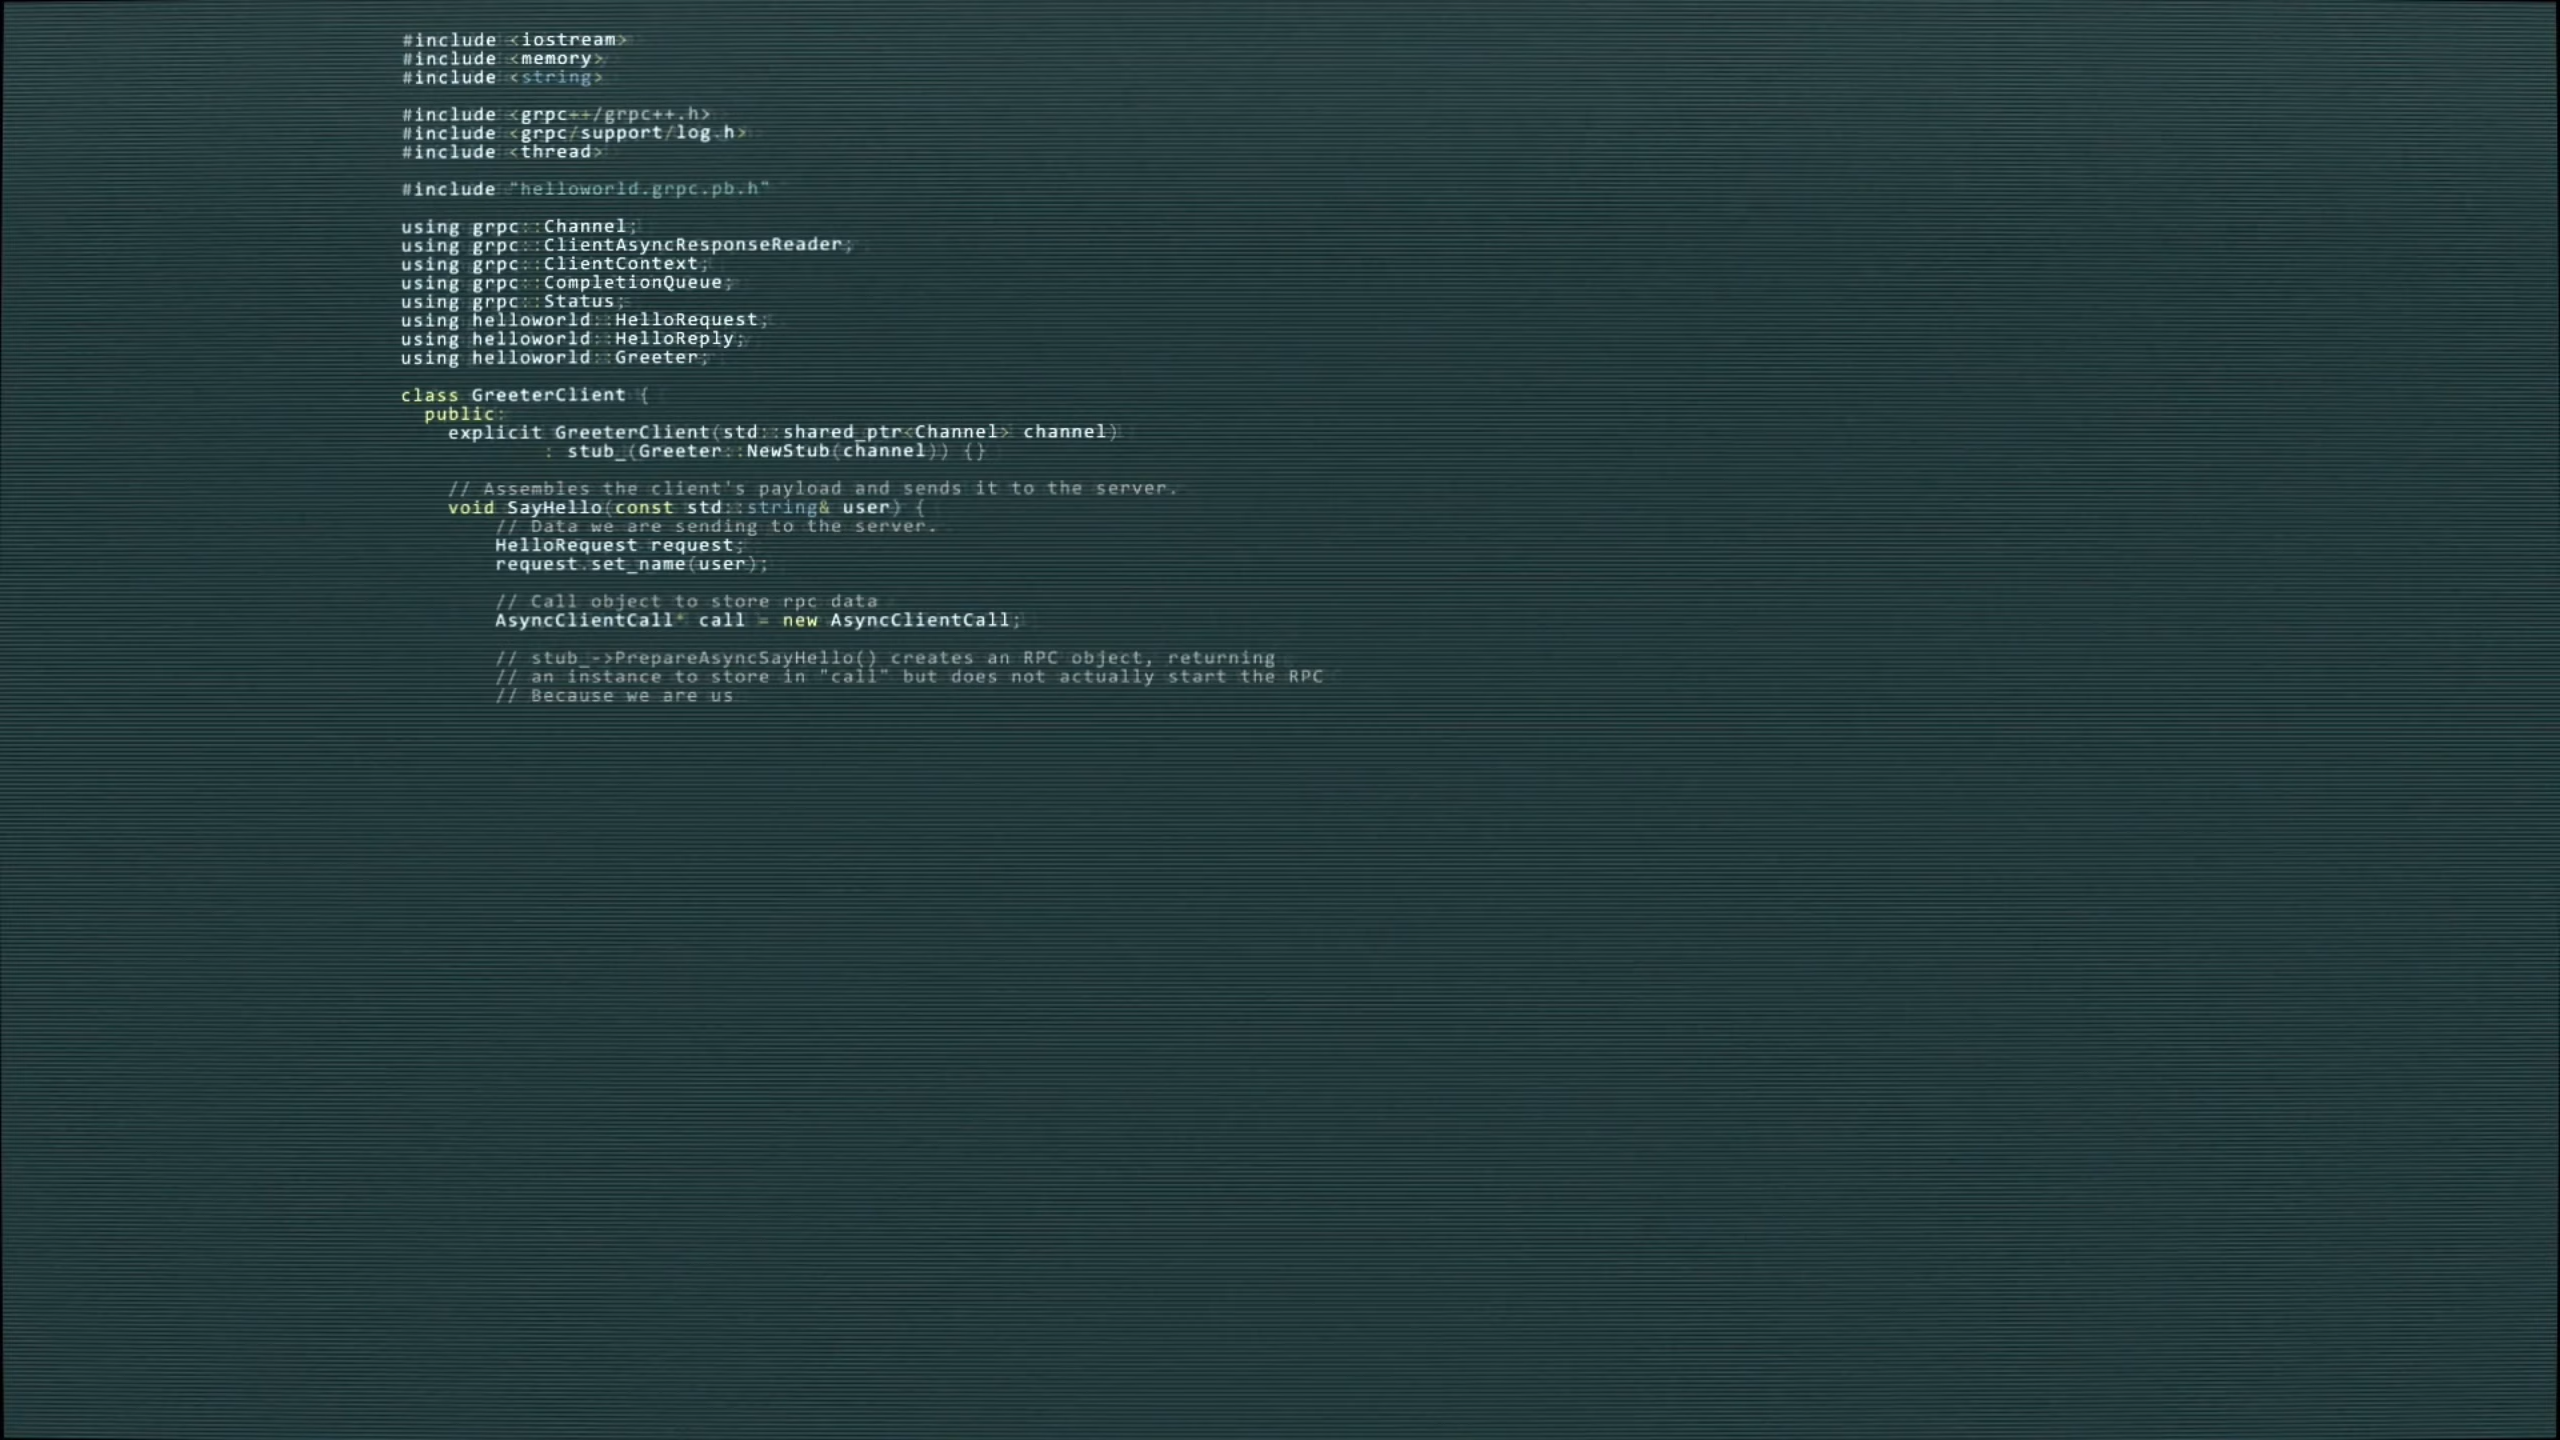 #include <iostream>
#include <memory>
#include <string>

#include <grpc++/grpc++.h>
#include <grpc/support/log.h>
#include <thread>

#include "helloworld.grpc.pb.h"

using grpc::Channel;
using grpc::ClientAsyncResponseReader;
using grpc::ClientContext;
using grpc::CompletionQueue;
using grpc::Status;
using helloworld::HelloRequest;
using helloworld::HelloReply;
using helloworld::Greeter;

class GreeterClient {
  public:
    explicit GreeterClient(std::shared_ptr<Channel> channel)
            : stub_(Greeter::NewStub(channel)) {}

    // Assembles the client's payload and sends it to the server.
    void SayHello(const std::string& user) {
        // Data we are sending to the server.
        HelloRequest request;
        request.set_name(user);

        // Call object to store rpc data
        AsyncClientCall* call = new AsyncClientCall;

        // stub_->PrepareAsyncSayHello() creates an RPC object, returning
        // an instance to store in "call" but does not actually start the RPC
        // Because we are us